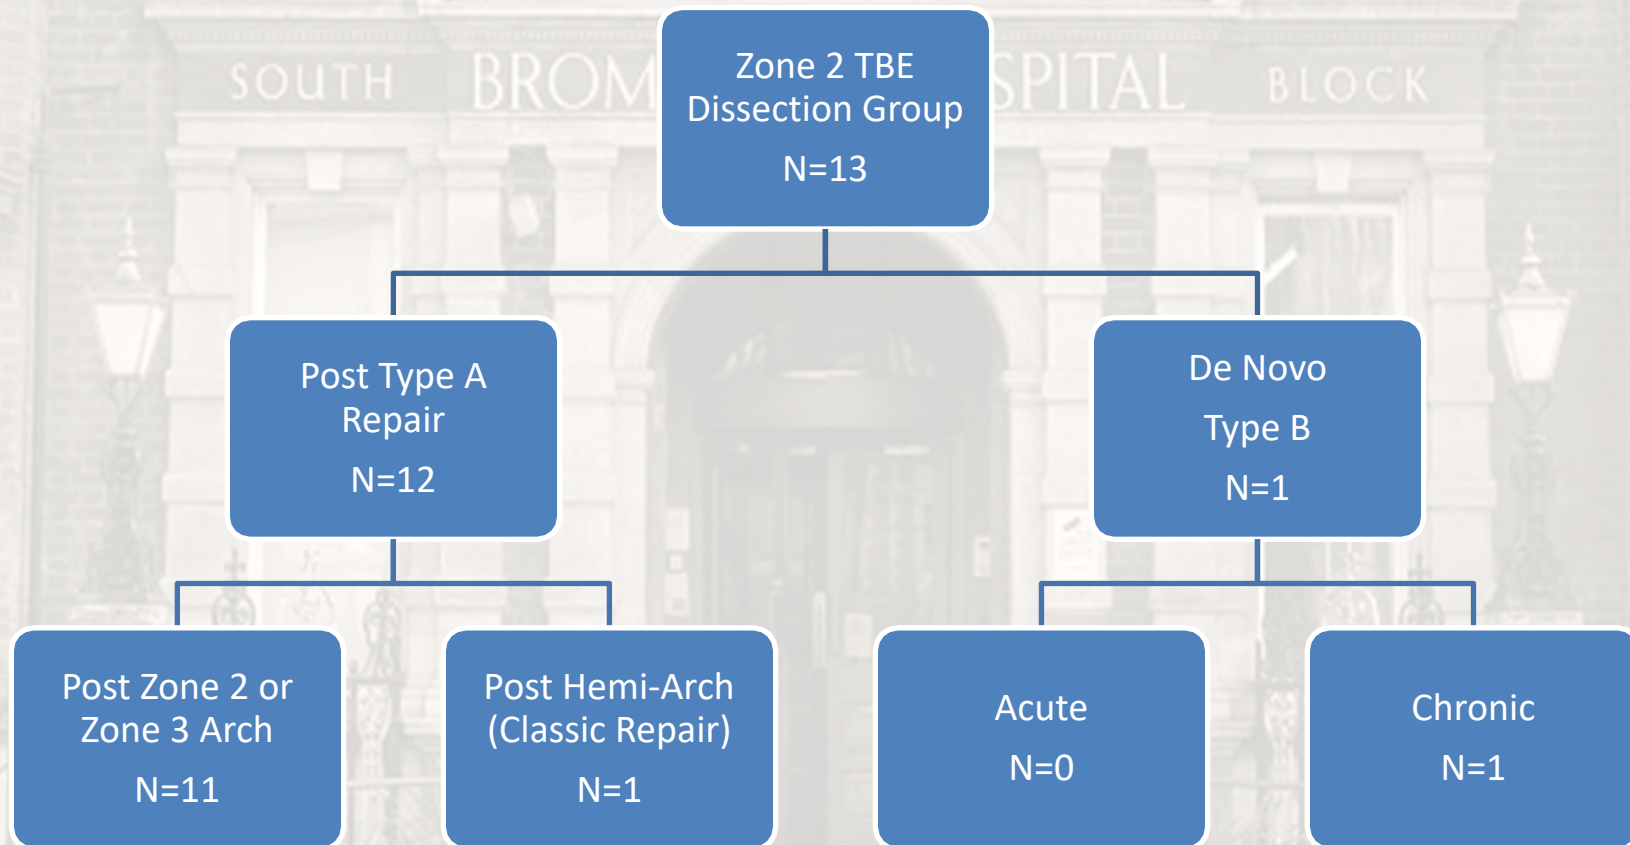 SOUTH BROM SPITAL BLOCK
Zone 2 TBE
Dissection Group
N=13
Post Type A
Repair
N=12
De Novo
Type B
N=1
Post Zone 2 or
Zone 3 Arch
N=11
Post Hemi-Arch
(Classic Repair)
N=1
Acute
N=0
Chronic
N=1